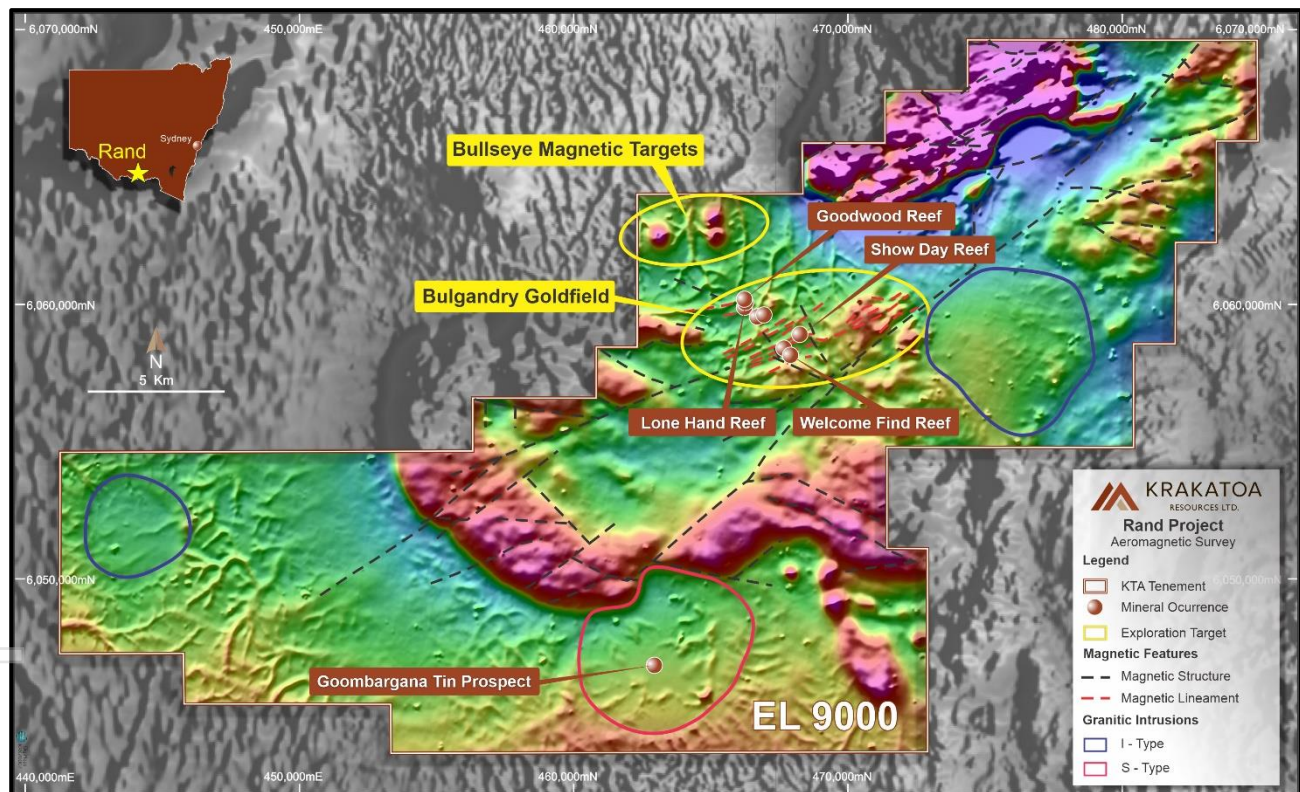 6,070,000mN
450,000mE
460,000mN
470,000mN
480,000mN
6,070,000mN
Sydney
Rand
Bullseye Magnetic Targets
Goodwood Reef
Show Day Reef
Bulgandry Goldfield
6,060,000mN
6,060,000mN
N
5 Km
Lone Hand Reef
Welcome Find Reef
KRAKATOA
RESOURCES LTD.
Rand Project
Aeromagnetic Survey
Legend
KTA Tenement
Mineral Ocurrence
Exploration Target
Magnetic Features
Magnetic Structure
Magnetic Lineament
Granitic Intrusions
I - Type
S - Type
6,050,000mN
6,050,000mN
Goombargana Tin Prospect
EL 9000
440,000mE
450,000mN
460,000mN
470,000mN